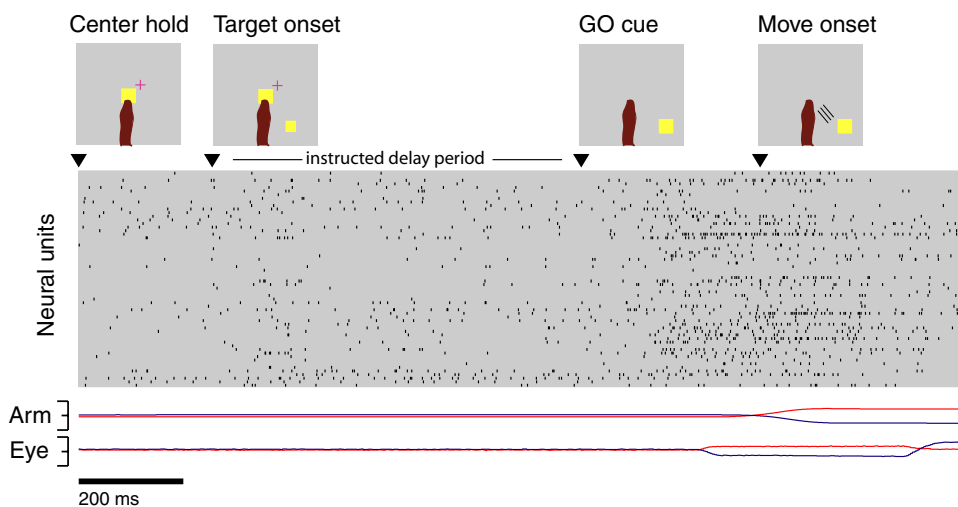 Center hold
Target onset
GO cue
Move onset
instructed delay period
Neural units
Arm
Eye
200 ms